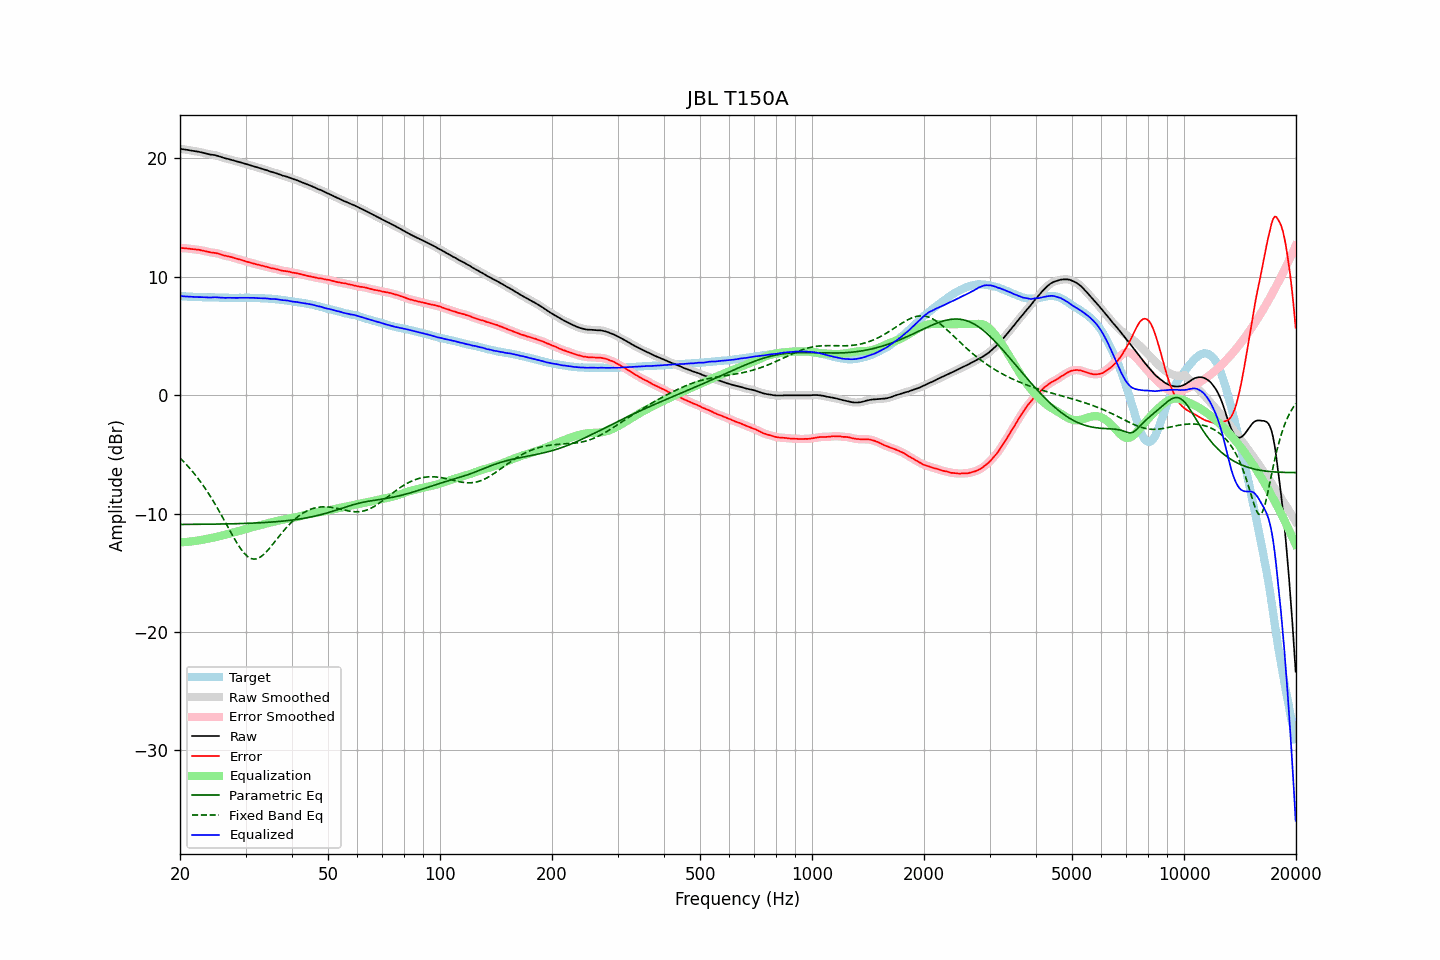 JBL T150A
Amplitude (dBr)
20
10
0
−10
−20
−30
Target
Raw Smoothed
Error Smoothed
Raw
Error
Equalization
Parametric Eq
Fixed Band Eq
Equalized
20 50 100 200 500 1000 2000 5000 10000 20000
Frequency (Hz)